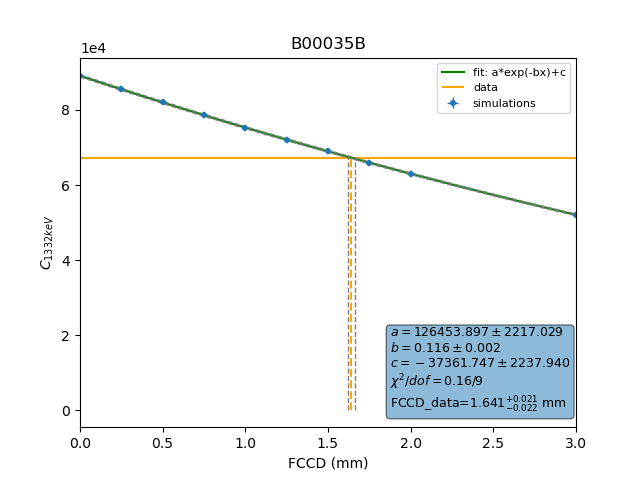 B00035B
1e4
fit: a*exp(-bx)+c
data
simulations
8
6
4
2
0
C1332keV
a = 126453.897 ± 2217.029
b = 0.116 ± 0.002
c = −37361.747 ± 2237.940
χ²/dof = 0.16/9
FCCD_data=1.641 +0.021 −0.022 mm
0.0 0.5 1.0 1.5 2.0 2.5 3.0
FCCD (mm)